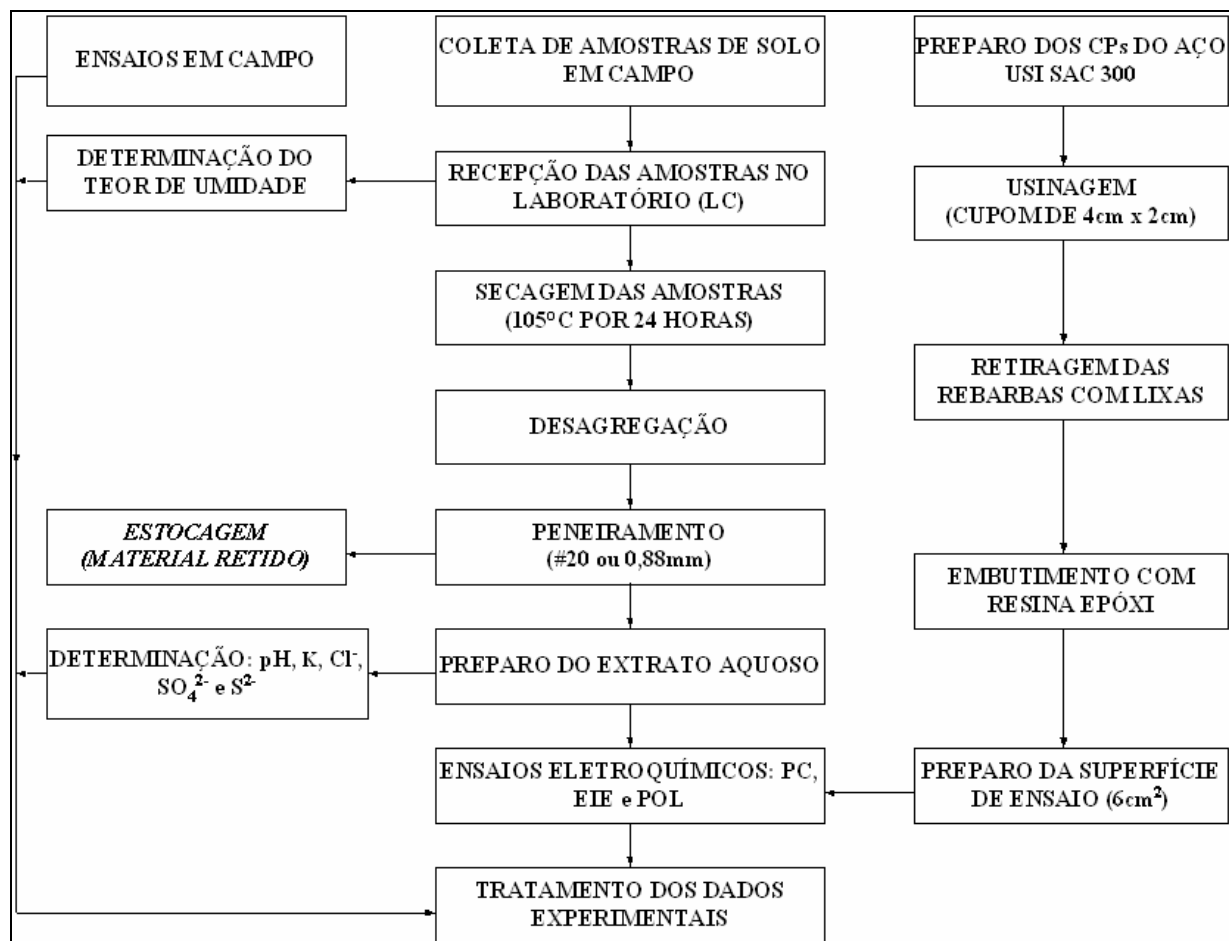 ENSAIOS EM CAMPO
COLETA DE AMOSTRAS DE SOLO
EM CAMPO
PREPARO DOS CPs DO AÇO
USI SAC 300
DETERMINAÇÃO DO
TEOR DE UMIDADE
RECEPÇÃO DAS AMOSTRAS NO
LABORATÓRIO (LC)
USINAGEM
(CUPOM DE 4cm x 2cm)
SECAGEM DAS AMOSTRAS
(105°C POR 24 HORAS)
RETIRAGEM DAS
REBARBAS COM LIXAS
DESAGREGAÇÃO
ESTOCAGEM
(MATERIAL RETIDO)
PENEIRAMENTO
(#20 ou 0,88mm)
EMBUTIMENTO COM
RESINA EPÓXI
DETERMINAÇÃO: pH, K, Cl⁻,
SO₄²⁻ e S²⁻
PREPARO DO EXTRATO AQUOSO
ENSAIOS ELETROQUÍMICOS: PC,
EIE e POL
PREPARO DA SUPERFÍCIE
DE ENSAIO (6cm²)
TRATAMENTO DOS DADOS
EXPERIMENTAIS